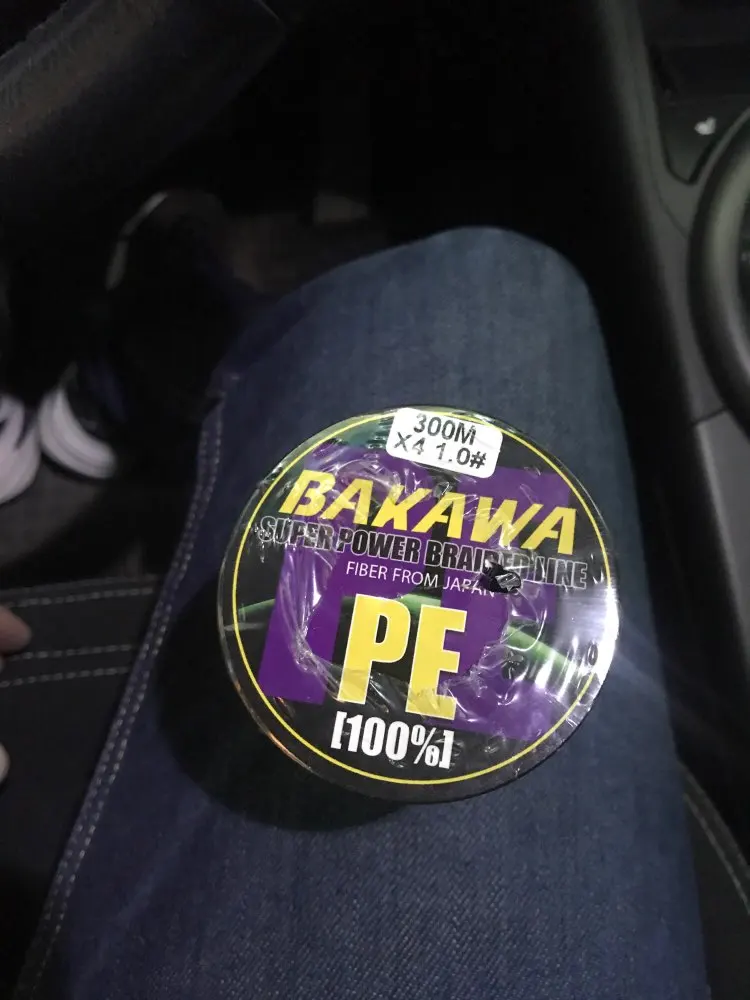 300M
X4 1.0#
BAKAWA
SUPER POWER BRAIDED LINE
FIBER FROM JAPAN
PE
[100%]